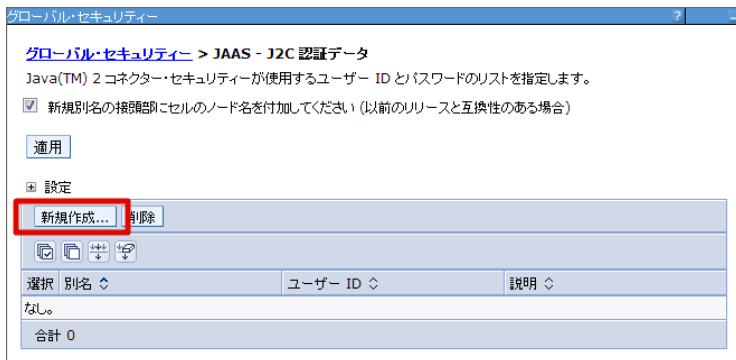 グローバル・セキュリティー ? _
グローバル・セキュリティー > JAAS - J2C 認証データ
Java(TM) 2 コネクター・セキュリティーが使用するユーザー ID とパスワードのリストを指定します。
新規別名の接頭部にセルのノード名を付加してください (以前のリリースと互換性のある場合)
適用
設定
新規作成... 削除
選択 別名 ユーザー ID 説明
なし。
合計 0